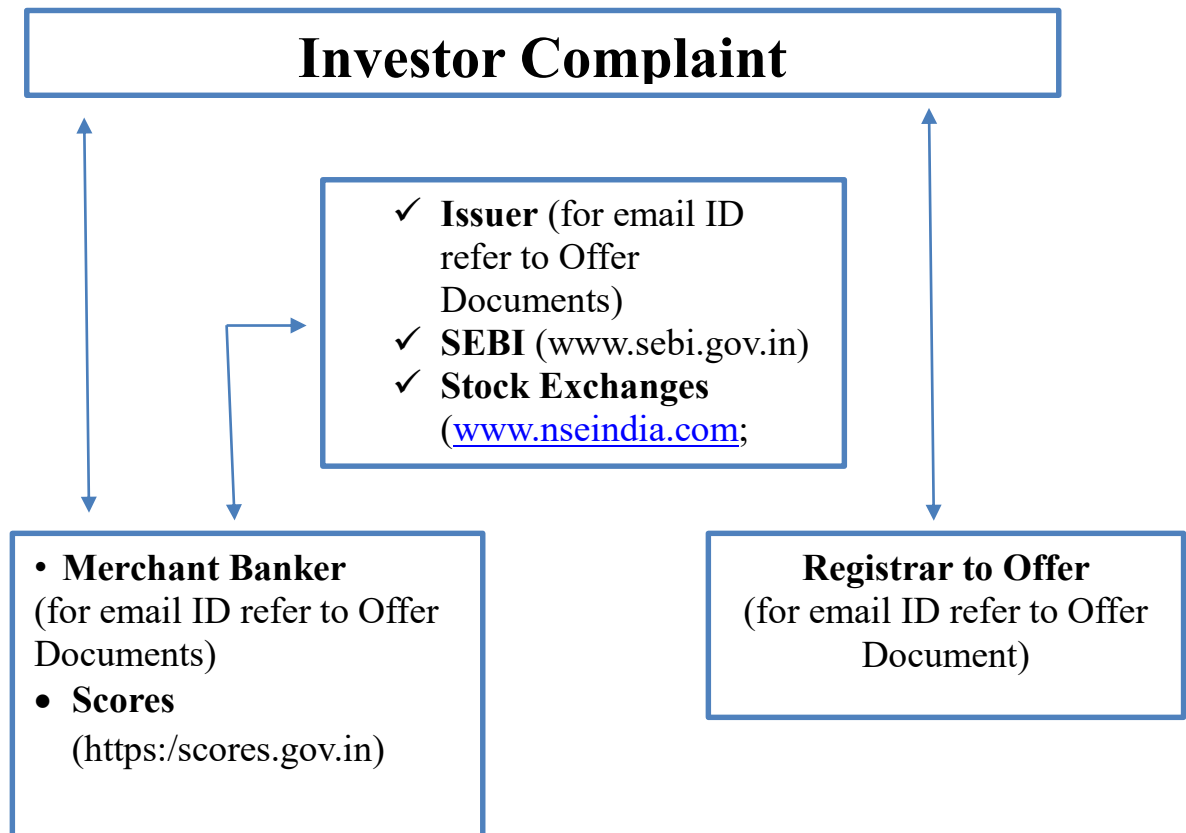 Investor Complaint
✓ Issuer (for email ID
refer to Offer
Documents)
✓ SEBI (www.sebi.gov.in)
✓ Stock Exchanges
(www.nseindia.com;
• Merchant Banker
(for email ID refer to Offer
Documents)
• Scores
(https:/scores.gov.in)
Registrar to Offer
(for email ID refer to Offer
Document)